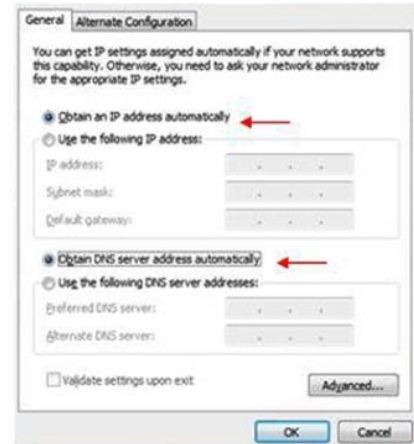 General Alternate Configuration
You can get IP settings assigned automatically if your network supports
this capability. Otherwise, you need to ask your network administrator
for the appropriate IP settings.
Obtain an IP address automatically
Use the following IP address:
IP address:
Subnet mask:
Default gateway:
Obtain DNS server address automatically
Use the following DNS server addresses:
Preferred DNS server:
Alternate DNS server:
Validate settings upon exit
Advanced...
OK Cancel